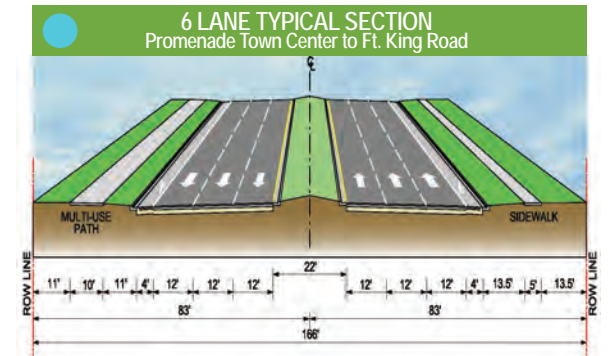 6 LANE TYPICAL SECTION
Promenade Town Center to Ft. King Road
℄
MULTI-USE
PATH
SIDEWALK
ROW LINE
ROW LINE
22'
11' 10' 11' 4' 12' 12' 12' 12' 12' 12' 4' 13.5' 5' 13.5'
83' 83'
166'